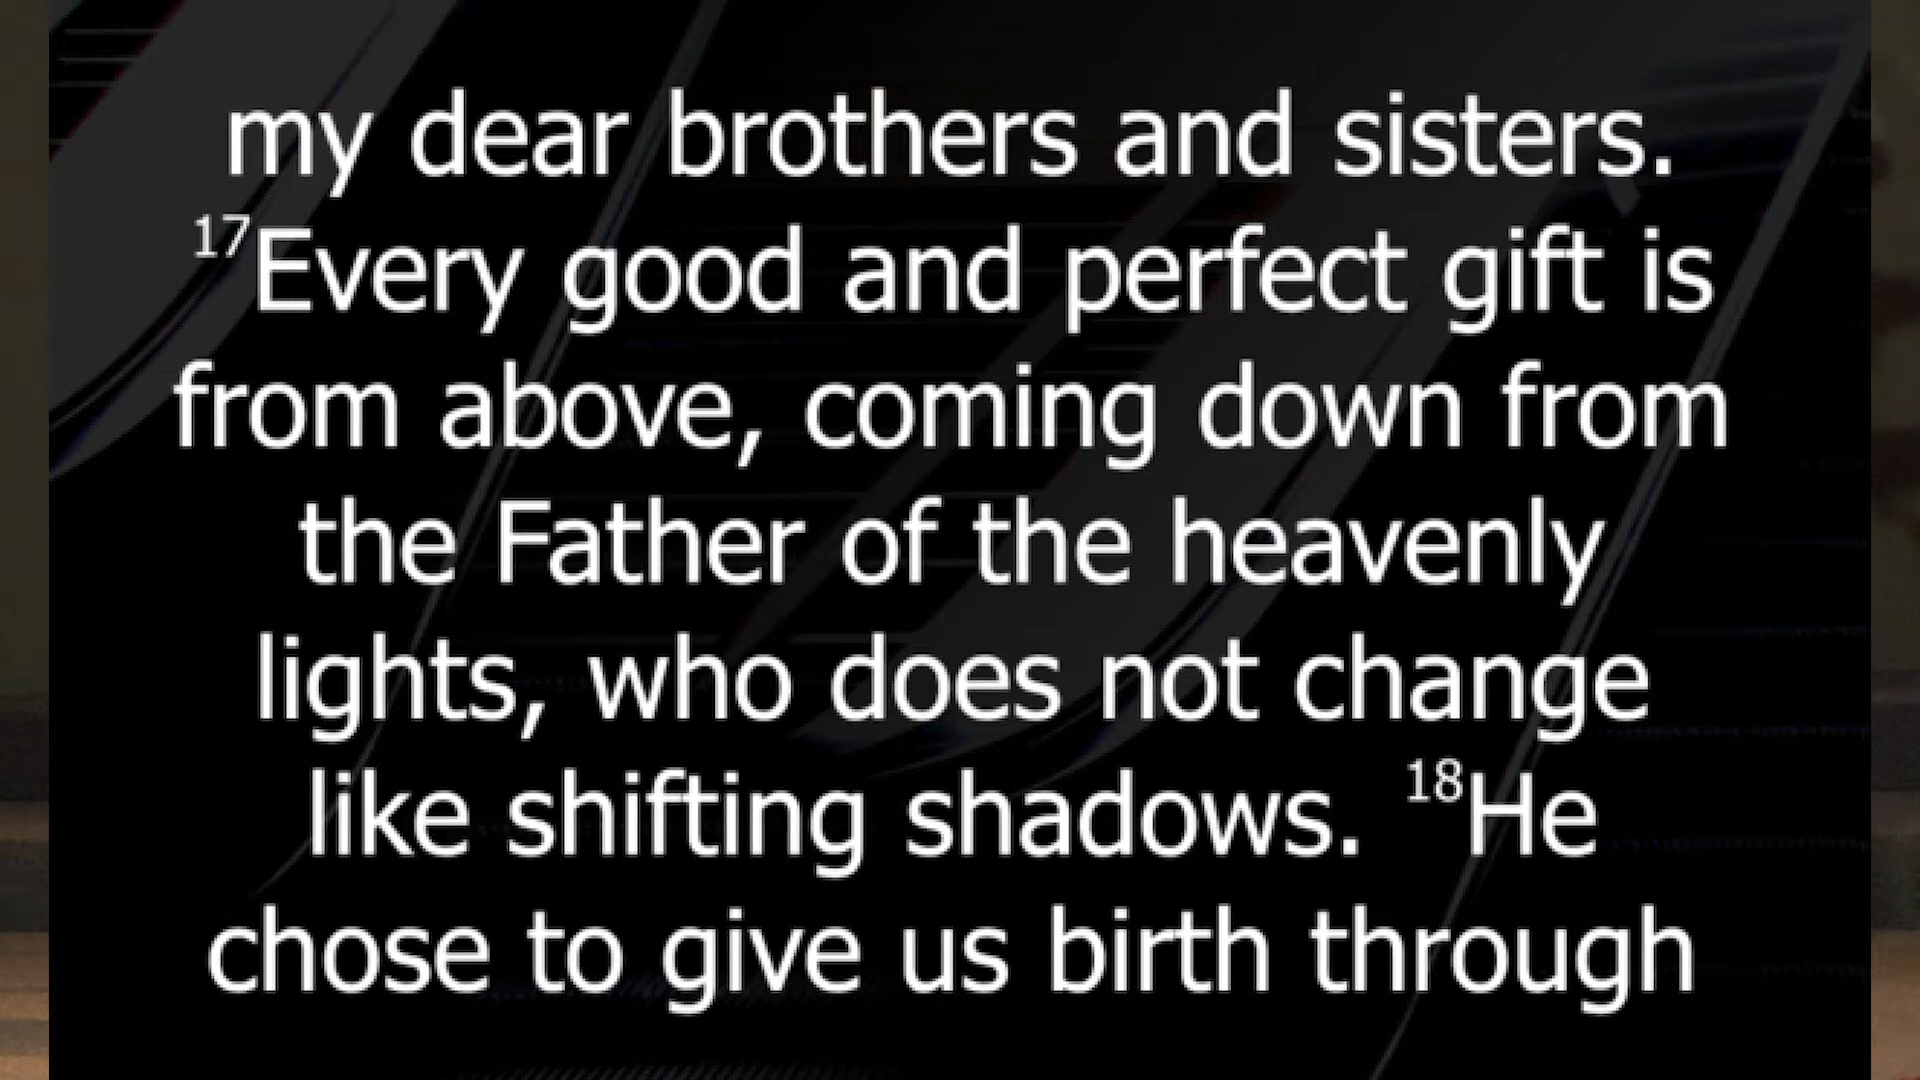 my dear brothers and sisters.
17Every good and perfect gift is
from above, coming down from
the Father of the heavenly
lights, who does not change
like shifting shadows. 18He
chose to give us birth through